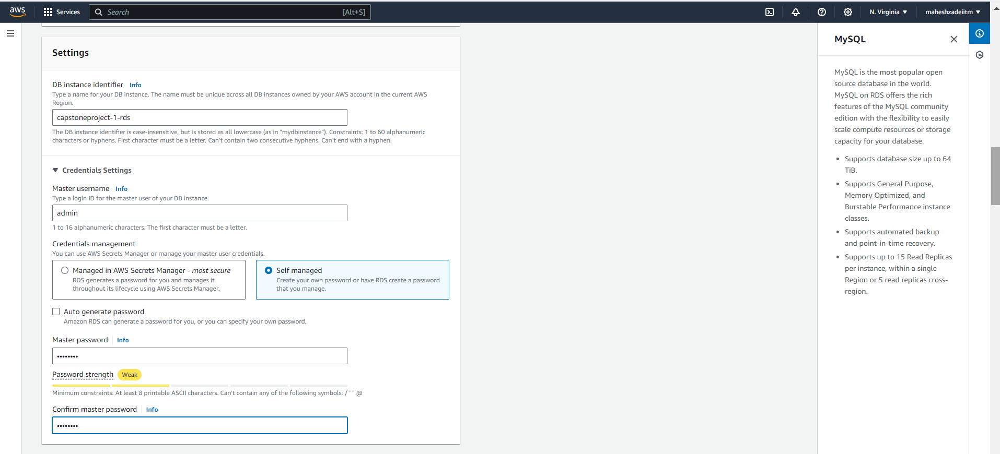 aws
Services
Search
[Alt+S]
N. Virginia
maheshzadeiitm
Settings
DB instance identifier Info
Type a name for your DB instance. The name must be unique across all DB instances owned by your AWS account in the current AWS
Region.
capstoneproject-1-rds
The DB instance identifier is case-insensitive, but is stored as all lowercase (as in "mydbinstance"). Constraints: 1 to 60 alphanumeric
characters or hyphens. First character must be a letter. Can't contain two consecutive hyphens. Can't end with a hyphen.
Credentials Settings
Master username Info
Type a login ID for the master user of your DB instance.
admin
1 to 16 alphanumeric characters. The first character must be a letter.
Credentials management
You can use AWS Secrets Manager or manage your master user credentials.
Managed in AWS Secrets Manager - most secure
RDS generates a password for you and manages it
throughout its lifecycle using AWS Secrets Manager.
Self managed
Create your own password or have RDS create a password
that you manage.
Auto generate password
Amazon RDS can generate a password for you, or you can specify your own password.
Master password Info
••••••••
Password strength Weak
Minimum constraints: At least 8 printable ASCII characters. Can't contain any of the following symbols: / ' " @
Confirm master password Info
••••••••
MySQL
MySQL is the most popular open
source database in the world.
MySQL on RDS offers the rich
features of the MySQL community
edition with the flexibility to easily
scale compute resources or storage
capacity for your database.
• Supports database size up to 64
TiB.
• Supports General Purpose,
Memory Optimized, and
Burstable Performance instance
classes.
• Supports automated backup
and point-in-time recovery.
• Supports up to 15 Read Replicas
per instance, within a single
Region or 5 read replicas cross-
region.